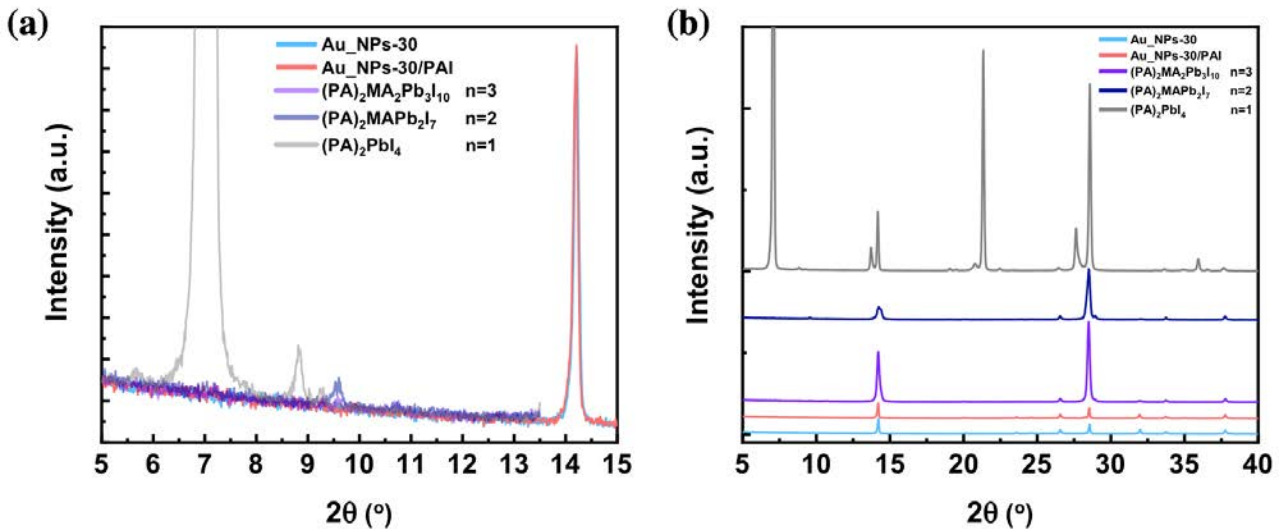 (a)
Au_NPs-30
Au_NPs-30/PAI
(PA)₂MA₂Pb₃I₁₀ n=3
(PA)₂MAPb₂I₇ n=2
(PA)₂PbI₄ n=1
Intensity (a.u.)
5 6 7 8 9 10 11 12 13 14 15
2θ (°)
(b)
Au_NPs-30
Au_NPs-30/PAI
(PA)₂MA₂Pb₃I₁₀ n=3
(PA)₂MAPb₂I₇ n=2
(PA)₂PbI₄ n=1
Intensity (a.u.)
5 10 15 20 25 30 35 40
2θ (°)